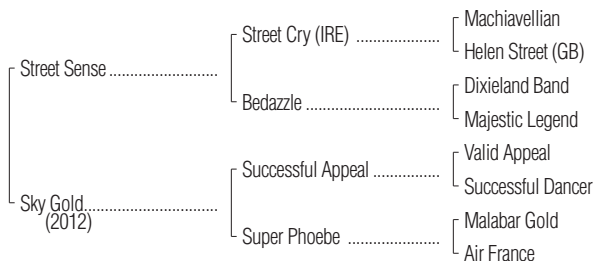 Machiavellian
Street Cry (IRE) ..................
Helen Street (GB)
Street Sense ........................
Dixieland Band
Bedazzle ..............................
Majestic Legend
Valid Appeal
Successful Appeal ...............
Successful Dancer
Sky Gold..............................
(2012)
Malabar Gold
Super Phoebe .....................
Air France